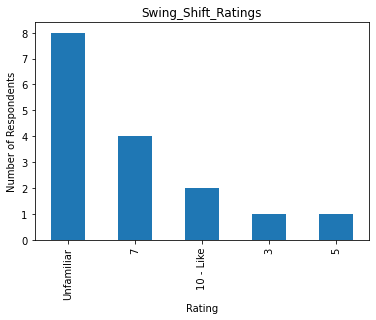 Swing_Shift_Ratings
Number of Respondents
8
7
6
5
4
3
2
1
0
Unfamiliar
7
10 - Like
3
5
Rating